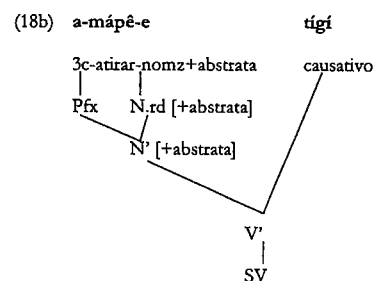 (18b) a-mápê-e tígí
3c-atirar-nomz+abstrata causativo
Pfx N.rd [+abstrata]
N' [+abstrata]
V'
SV